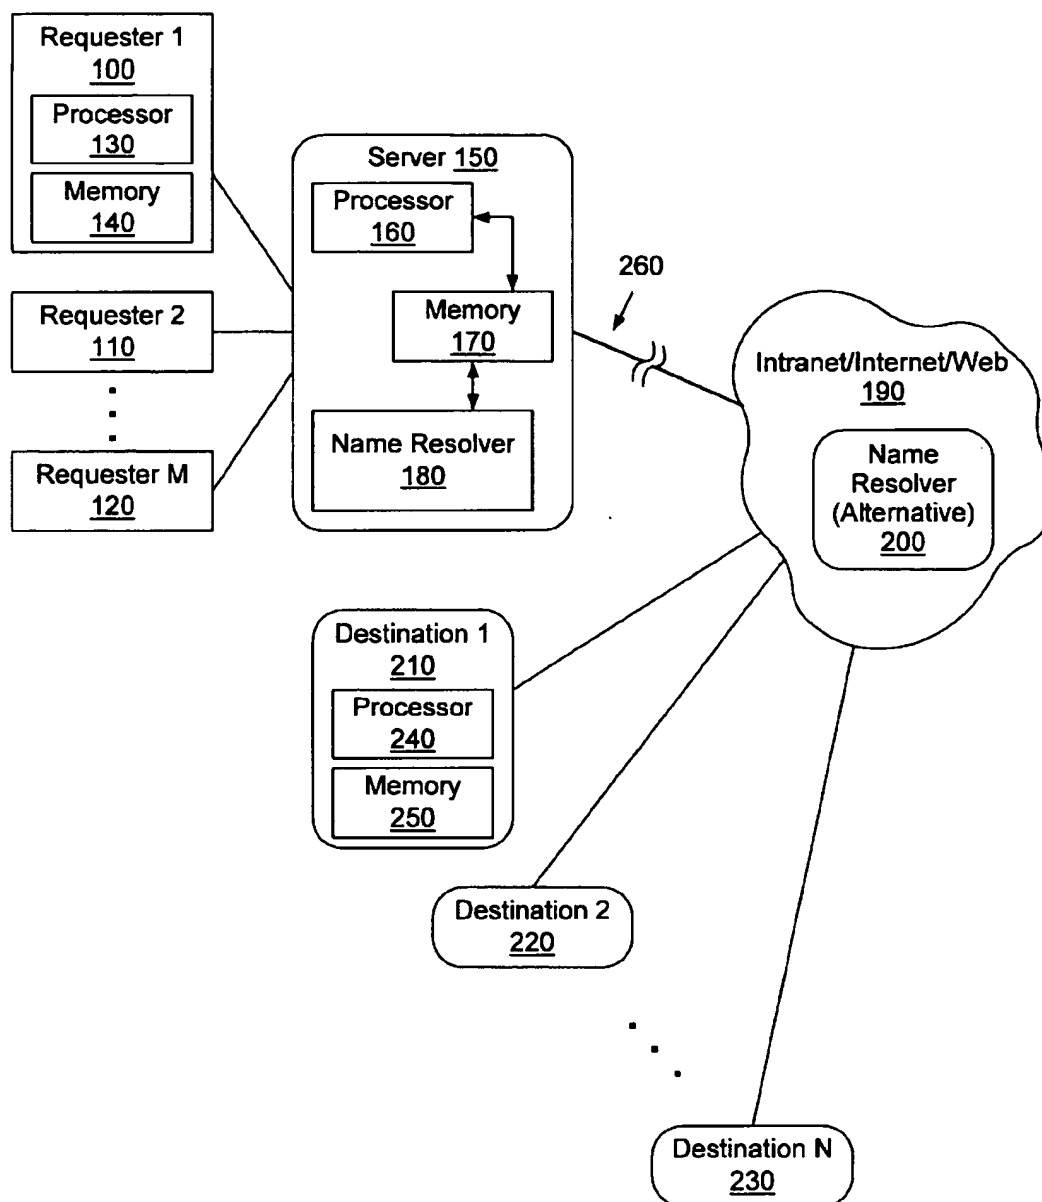 Requester 1
100
Processor
130
Memory
140
Requester 2
110
Requester M
120
Server 150
Processor
160
Memory
170
Name Resolver
180
260
Intranet/Internet/Web
190
Name
Resolver
(Alternative)
200
Destination 1
210
Processor
240
Memory
250
Destination 2
220
Destination N
230